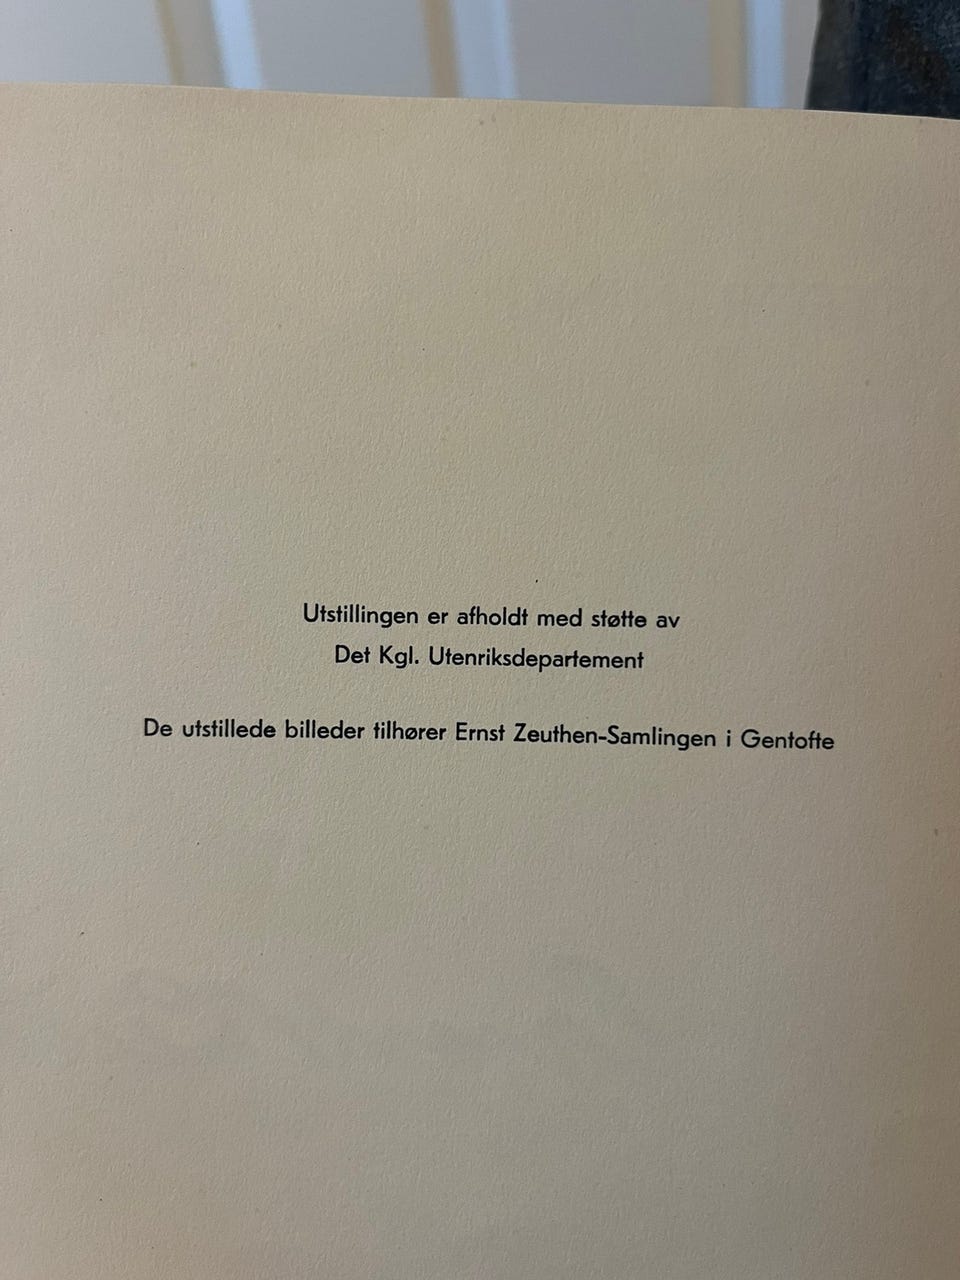 Utstillingen er afholdt med støtte av
Det Kgl. Utenriksdepartement
De utstillede billeder tilhører Ernst Zeuthen-Samlingen i Gentofte